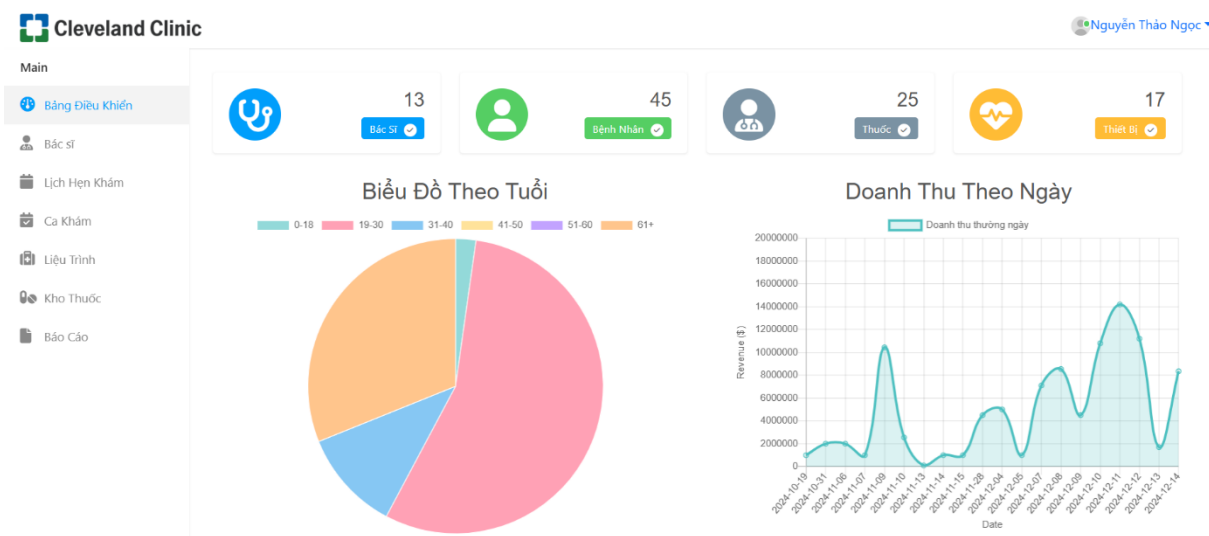 Cleveland Clinic
Nguyễn Thảo Ngọc
Main
Bảng Điều Khiển
Bác sĩ
Lịch Hẹn Khám
Ca Khám
Liệu Trình
Kho Thuốc
Báo Cáo
13
Bác Sĩ
45
Bệnh Nhân
25
Thuốc
17
Thiết Bị
Biểu Đồ Theo Tuổi
0-18 19-30 31-40 41-50 51-60 61+
Doanh Thu Theo Ngày
Doanh thu thường ngày
20000000
18000000
16000000
14000000
12000000
10000000
8000000
6000000
4000000
2000000
0
Revenue ($)
2024-10-19
2024-10-31
2024-11-06
2024-11-07
2024-11-09
2024-11-10
2024-11-13
2024-11-14
2024-11-15
2024-11-28
2024-12-04
2024-12-05
2024-12-07
2024-12-08
2024-12-09
2024-12-10
2024-12-11
2024-12-12
2024-12-13
2024-12-14
Date